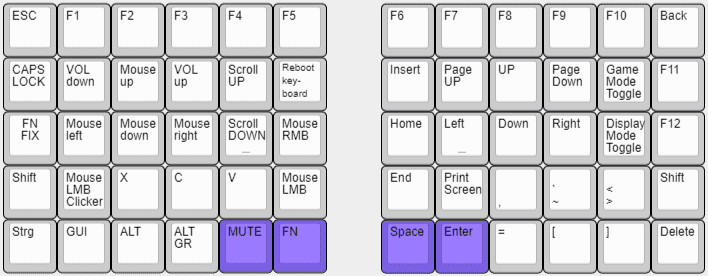 ESC F1 F2 F3 F4 F5 F6 F7 F8 F9 F10 Back
CAPS LOCK VOL down Mouse up VOL up Scroll UP Reboot key-board Insert Page UP UP Page Down Game Mode Toggle F11
FN FIX Mouse left Mouse down Mouse right Scroll DOWN _ Mouse RMB Home Left _ Down Right Display Mode Toggle F12
Shift Mouse LMB Clicker X C V Mouse LMB End Print Screen , ` ~ < > Shift
Strg GUI ALT ALT GR MUTE FN Space Enter = [ ] Delete